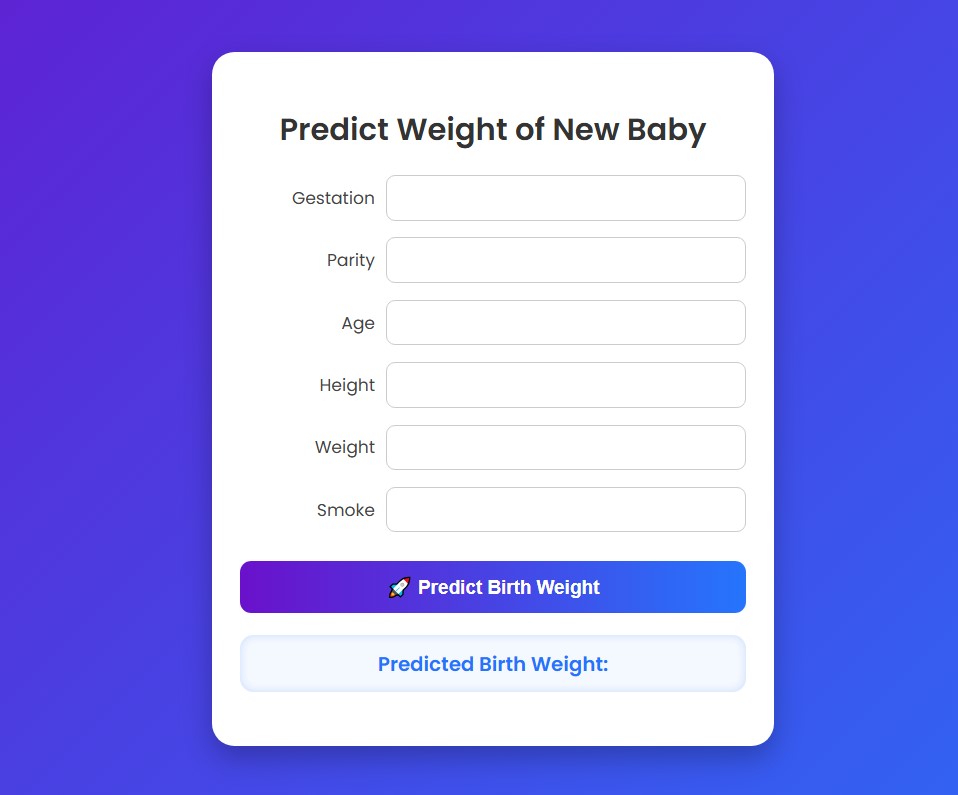 Predict Weight of New Baby
Gestation
Parity
Age
Height
Weight
Smoke
🚀 Predict Birth Weight
Predicted Birth Weight: